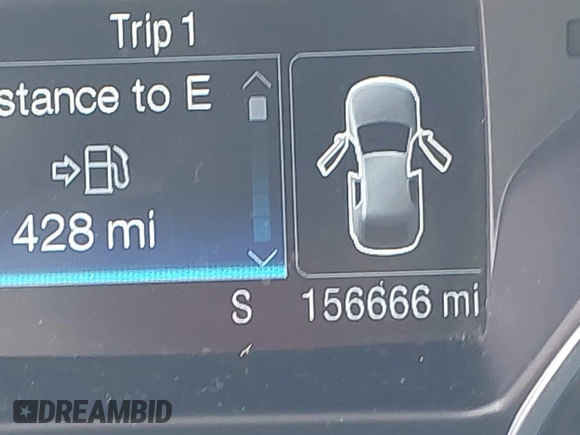 Trip 1
stance to E
428 mi
S 156666 mi
DREAMBID